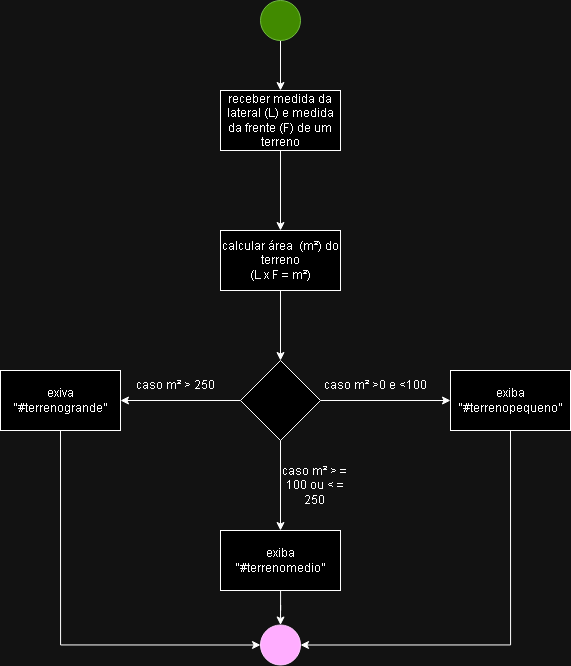 receber medida da
lateral (L) e medida
da frente (F) de um
terreno
calcular área (m²) do
terreno
(L x F = m²)
caso m² > 250
caso m² >0 e <100
exiva
"#terrenogrande"
exiba
"#terrenopequeno"
caso m² > =
100 ou < =
250
exiba
"#terrenomedio"